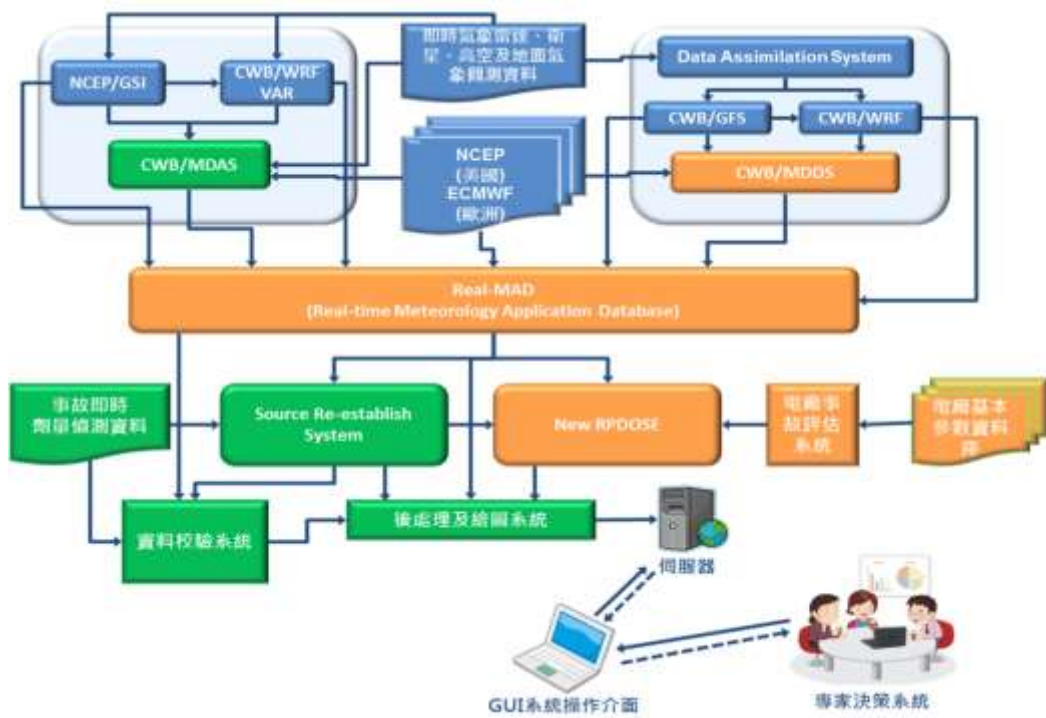 即時氣象雷達、衛
星、高空及地面氣
象觀測資料
NCEP/GSI
CWB/WRF
VAR
CWB/MDAS
NCEP
(美國)
ECMWF
(歐洲)
Data Assimilation System
CWB/GFS
CWB/WRF
CWB/MDOS
Real-MAD
(Real-time Meteorology Application Database)
事故即時
劑量偵測資料
Source Re-establish
System
New RPDOSE
電廠事
故評估
系統
電廠基本
參數資料
庫
資料校驗系統
後處理及繪圖系統
伺服器
GUI系統操作介面
專家決策系統